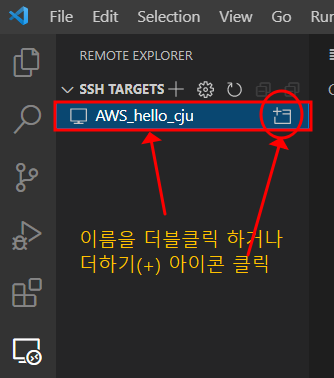 Edit Selection View Go Run
REMOTE EXPLORER
SSH TARGETS
AWS_hello_cju
이름을 더블클릭 하거나
더하기(+) 아이콘 클릭